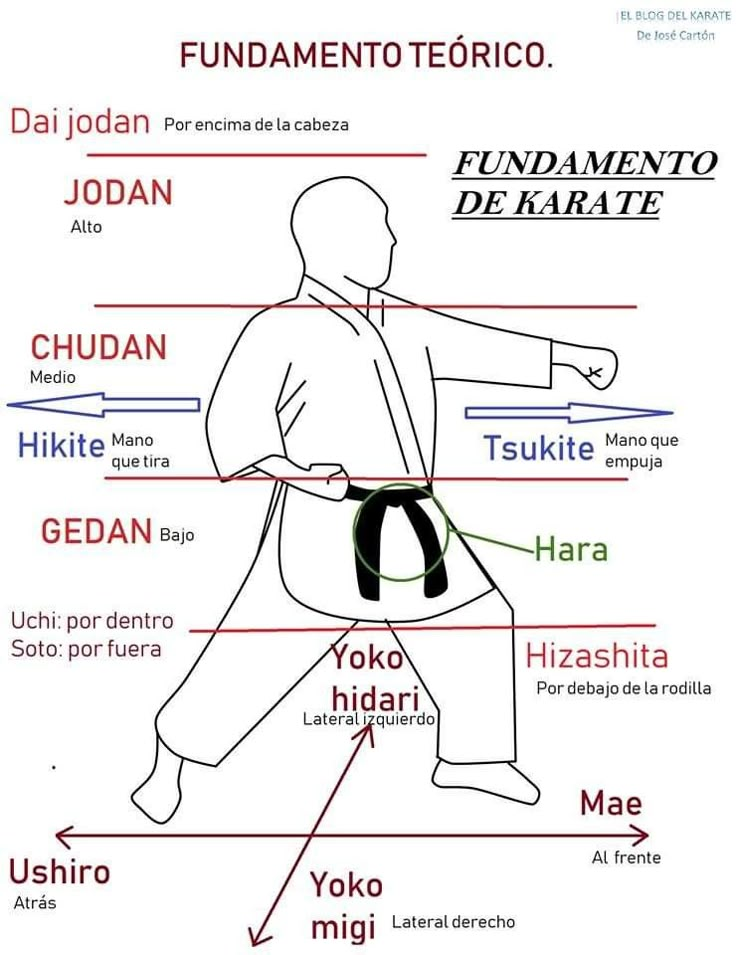 |EL BLOG DEL KARATE
De José Cartón
FUNDAMENTO TEÓRICO.
Dai jodan Por encima de la cabeza
FUNDAMENTO
DE KARATE
JODAN
Alto
CHUDAN
Medio
Hikite Mano
que tira
Tsukite Mano que
empuja
GEDAN Bajo
Hara
Uchi: por dentro
Soto: por fuera
Yoko
hidari
Lateral izquierdo
Hizashita
Por debajo de la rodilla
Mae
Al frente
Ushiro
Atrás
Yoko
migi Lateral derecho